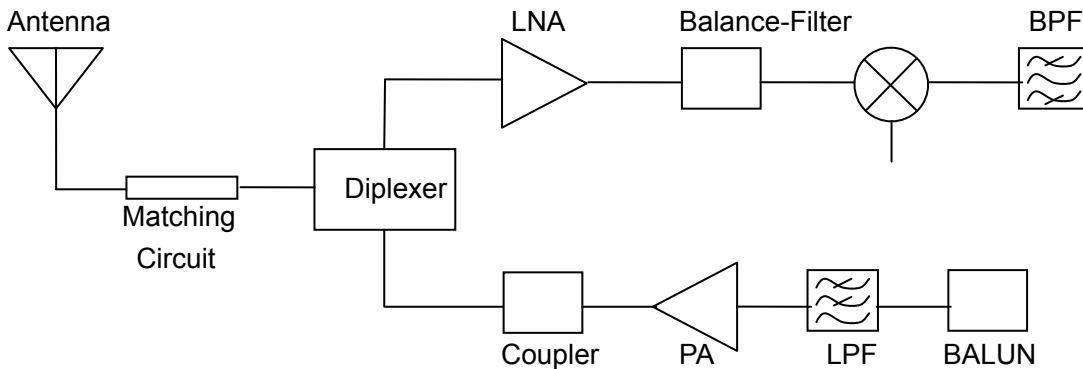 Antenna
LNA
Balance-Filter
BPF
Diplexer
Matching
Circuit
Coupler
PA
LPF
BALUN